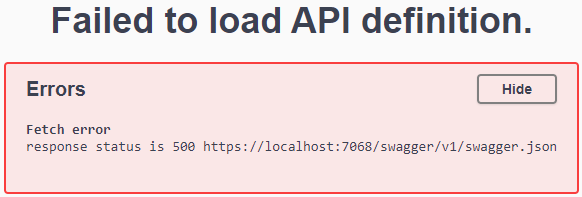 Failed to load API definition.
Errors
Hide
Fetch error
response status is 500 https://localhost:7068/swagger/v1/swagger.json